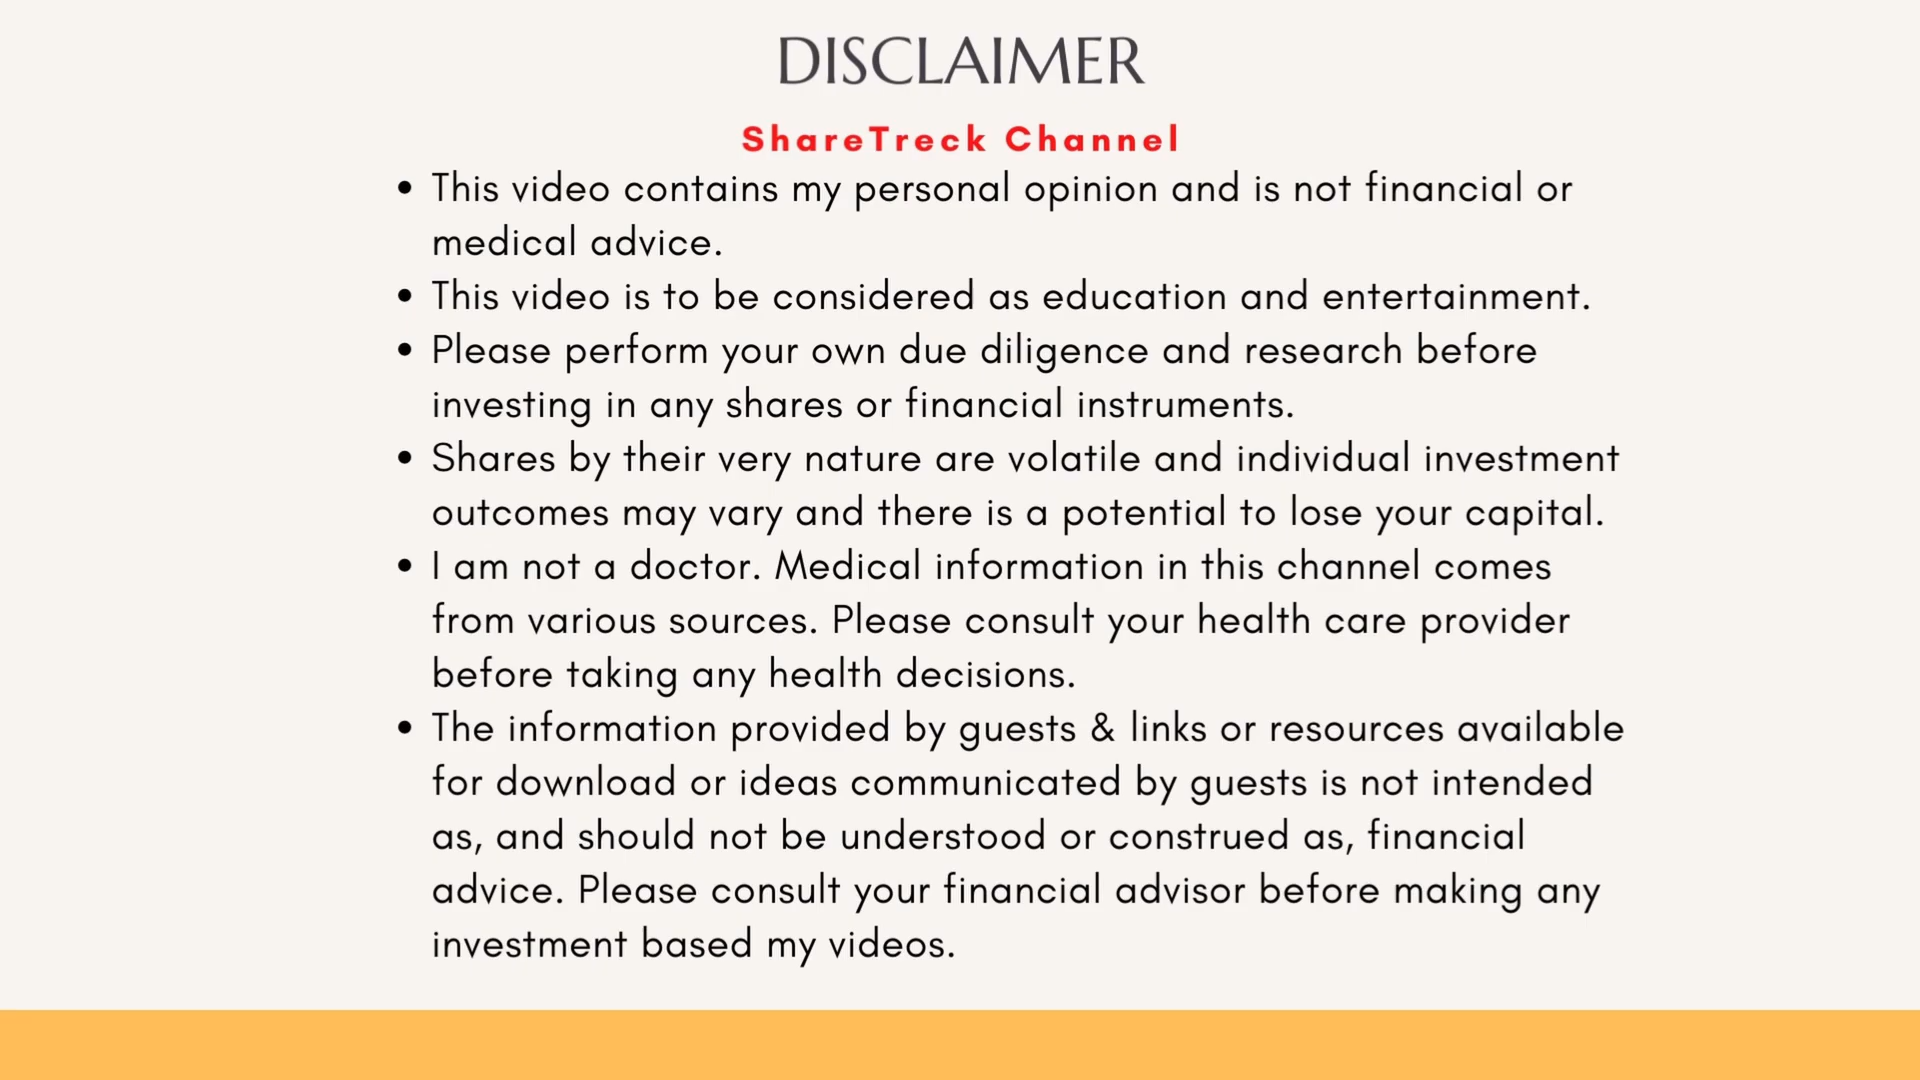 DISCLAIMER
ShareTreck Channel
• This video contains my personal opinion and is not financial or
medical advice.
• This video is to be considered as education and entertainment.
• Please perform your own due diligence and research before
investing in any shares or financial instruments.
• Shares by their very nature are volatile and individual investment
outcomes may vary and there is a potential to lose your capital.
• I am not a doctor. Medical information in this channel comes
from various sources. Please consult your health care provider
before taking any health decisions.
• The information provided by guests & links or resources available
for download or ideas communicated by guests is not intended
as, and should not be understood or construed as, financial
advice. Please consult your financial advisor before making any
investment based my videos.